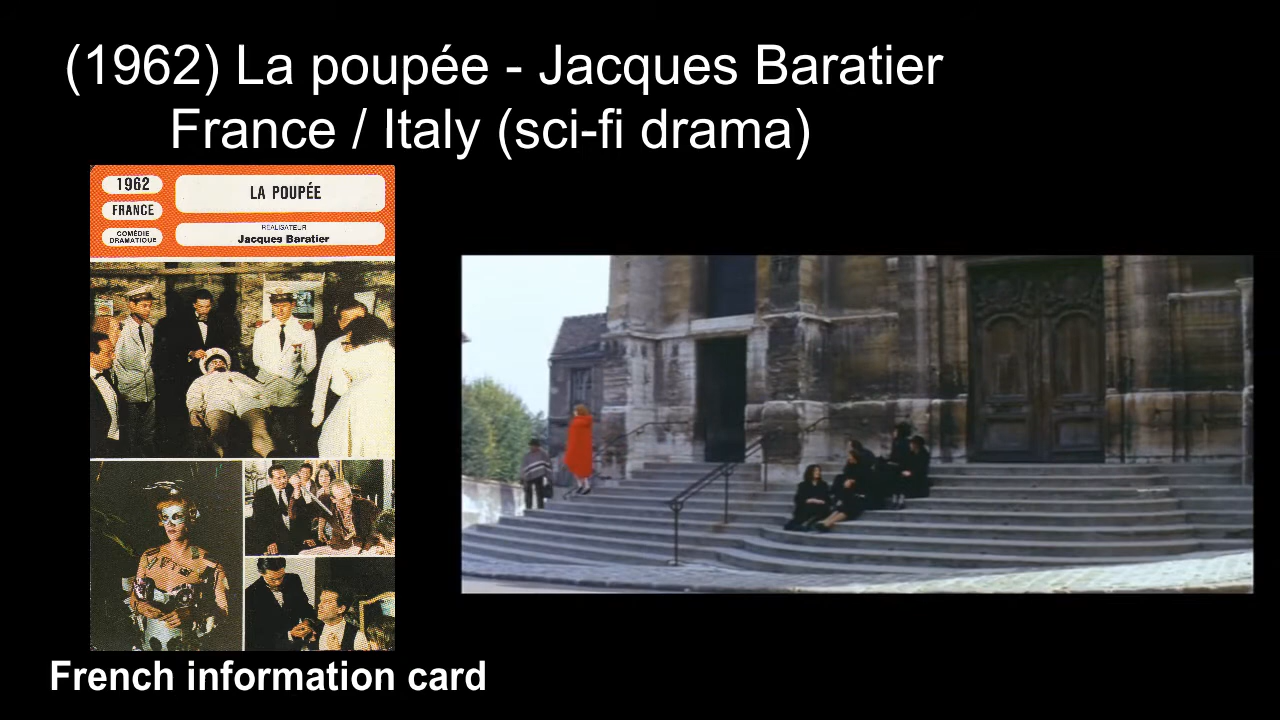 (1962) La poupée - Jacques Baratier
France / Italy (sci-fi drama)
1962
LA POUPÉE
FRANCE
RÉALISATEUR
COMÉDIE
DRAMATIQUE
Jacques Baratier
French information card